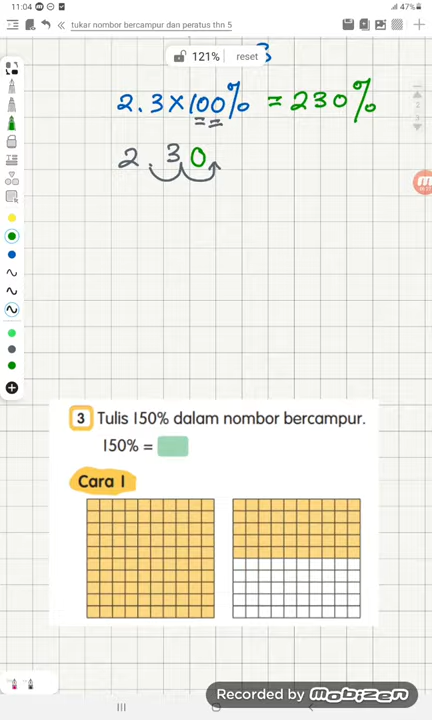 11:04
47%
tukar nombor bercampur dan peratus thn 5
121% reset
2.3 × 100% = 230%
2.30
3 Tulis 150% dalam nombor bercampur.
150% =
Cara 1
Recorded by mobizen